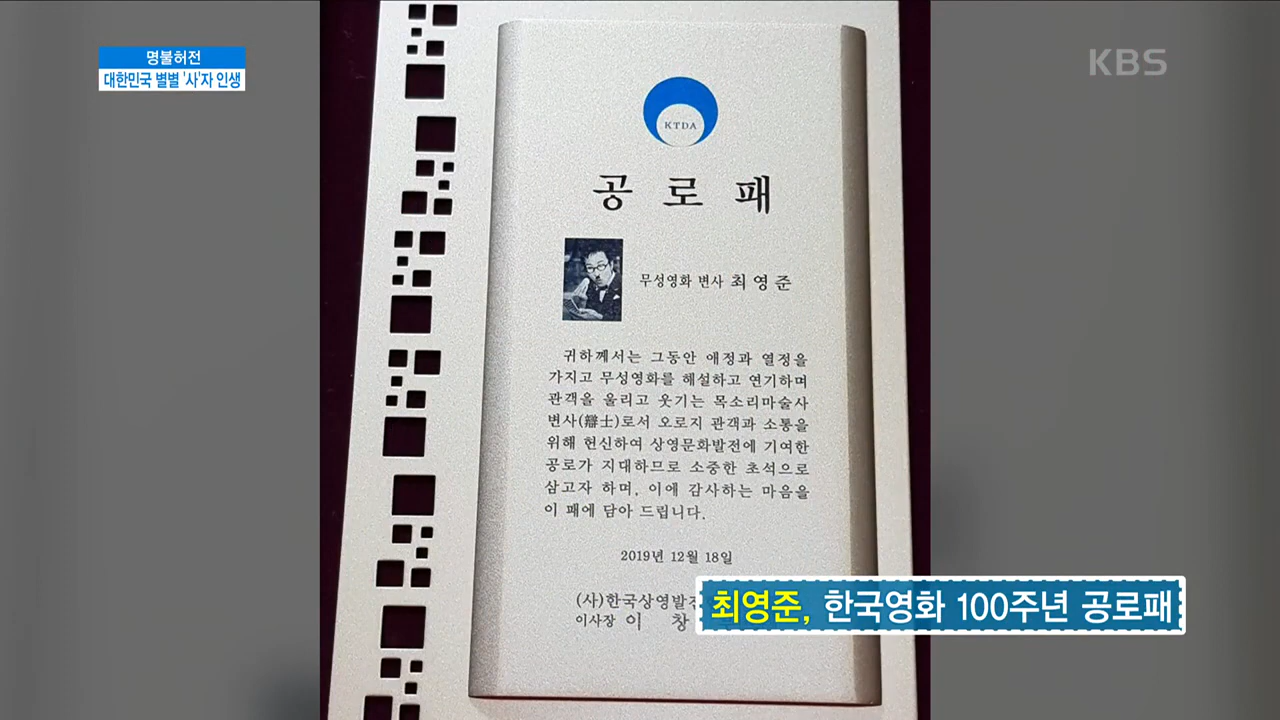 명불허전
대한민국 별별 '사'자 인생
KBS
KTDA
공로패
무성영화 변사 최영준
귀하께서는 그동안 애정과 열정을
가지고 무성영화를 해설하고 연기하며
관객을 울리고 웃기는 목소리마술사
변사(辯士)로서 오로지 관객과 소통을
위해 헌신하여 상영문화발전에 기여한
공로가 지대하므로 소중한 초석으로
삼고자 하며, 이에 감사하는 마음을
이 패에 담아 드립니다.
2019년 12월 18일
(사)한국상영발전
이사장 이 창
최영준, 한국영화 100주년 공로패